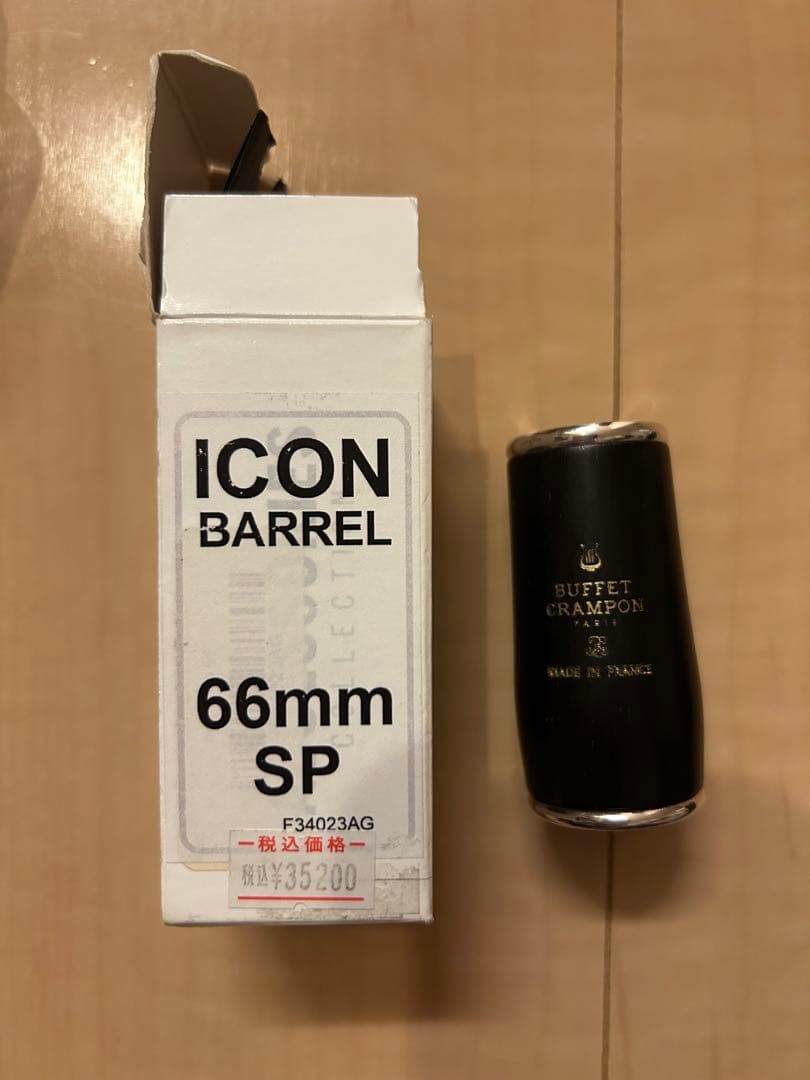 ICON
BARREL
66mm
SP
F34023AG
税込価格
税込¥35200
BUFFET
CRAMPON
PARIS
MADE IN FRANCE